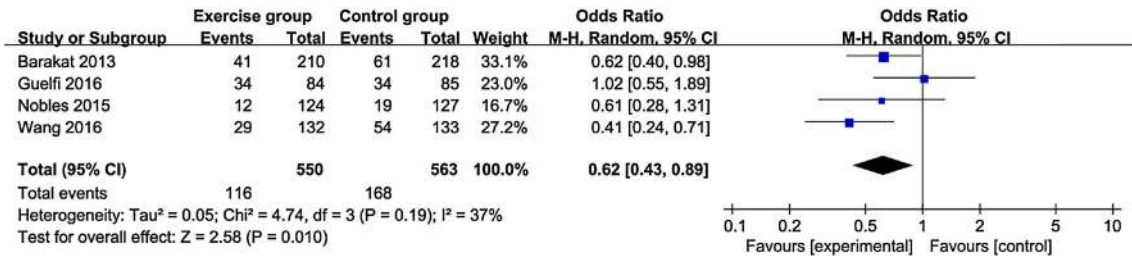 Exercise group Control group Odds Ratio Odds Ratio
Study or Subgroup Events Total Events Total Weight M-H, Random, 95% CI M-H, Random, 95% CI
Barakat 2013 41 210 61 218 33.1% 0.62 [0.40, 0.98]
Guelfi 2016 34 84 34 85 23.0% 1.02 [0.55, 1.89]
Nobles 2015 12 124 19 127 16.7% 0.61 [0.28, 1.31]
Wang 2016 29 132 54 133 27.2% 0.41 [0.24, 0.71]
Total (95% CI) 550 563 100.0% 0.62 [0.43, 0.89]
Total events 116 168
Heterogeneity: Tau² = 0.05; Chi² = 4.74, df = 3 (P = 0.19); I² = 37%
Test for overall effect: Z = 2.58 (P = 0.010)
0.1 0.2 0.5 1 2 5 10
Favours [experimental] Favours [control]